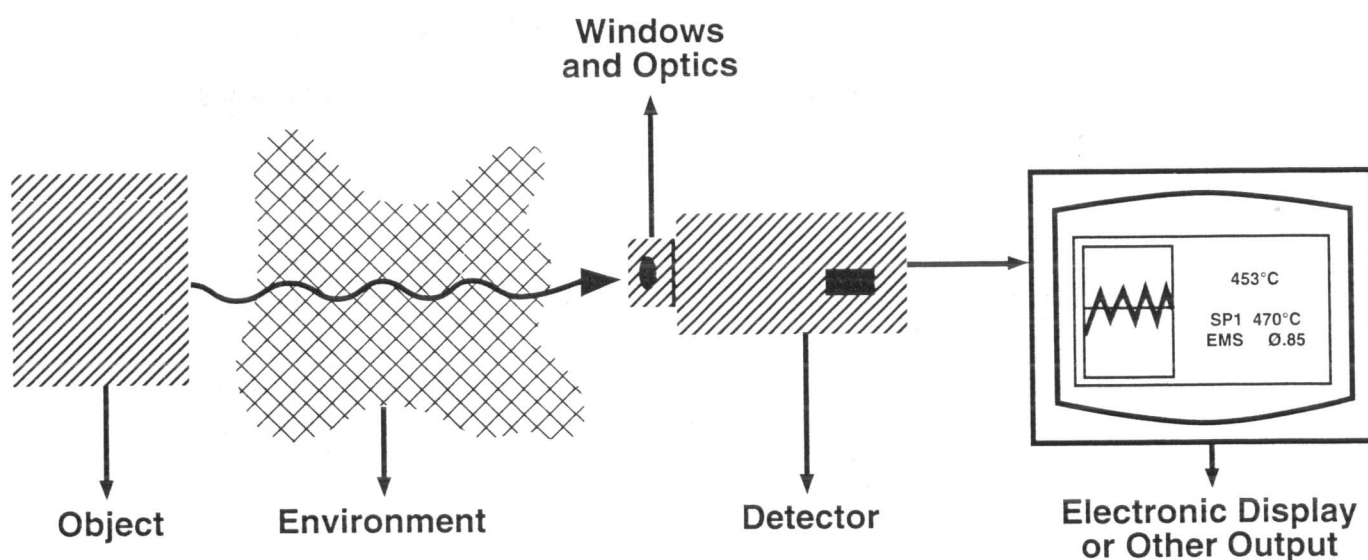 Windows
and Optics
453°C
SP1 470°C
EMS Ø.85
Object
Environment
Detector
Electronic Display
or Other Output